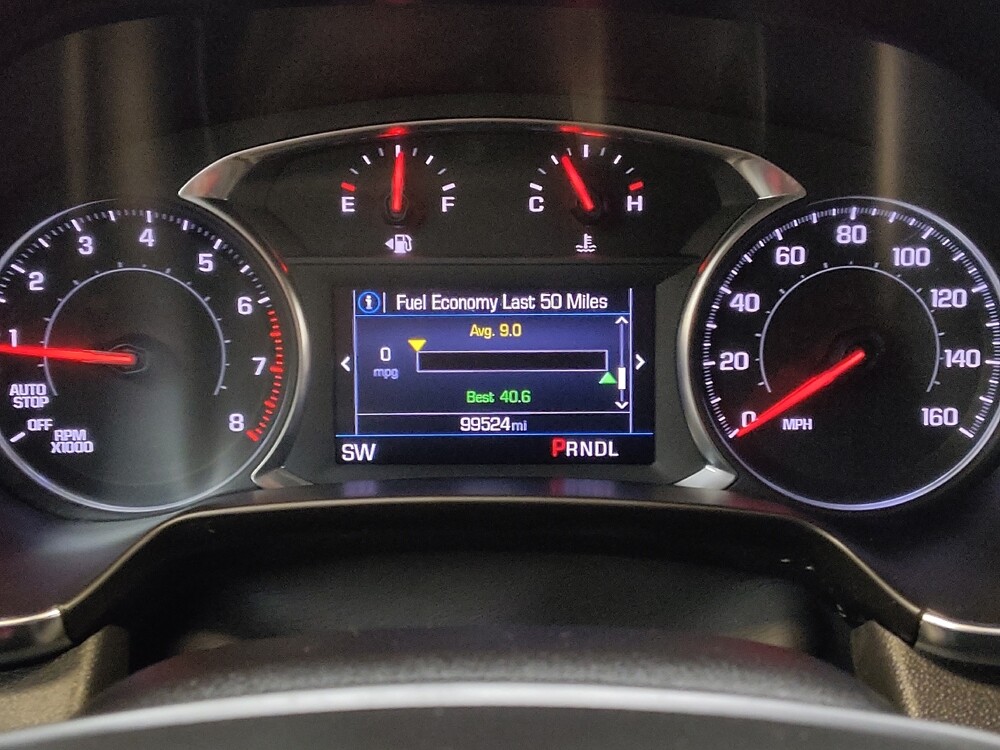 E F
C H
1
2
3
4
5
6
7
8
AUTO
STOP
OFF
RPM
X1000
Fuel Economy Last 50 Miles
Avg. 9.0
0
mpg
Best 40.6
99524mi
SW PRNDL
0
20
40
60
80
100
120
140
160
MPH